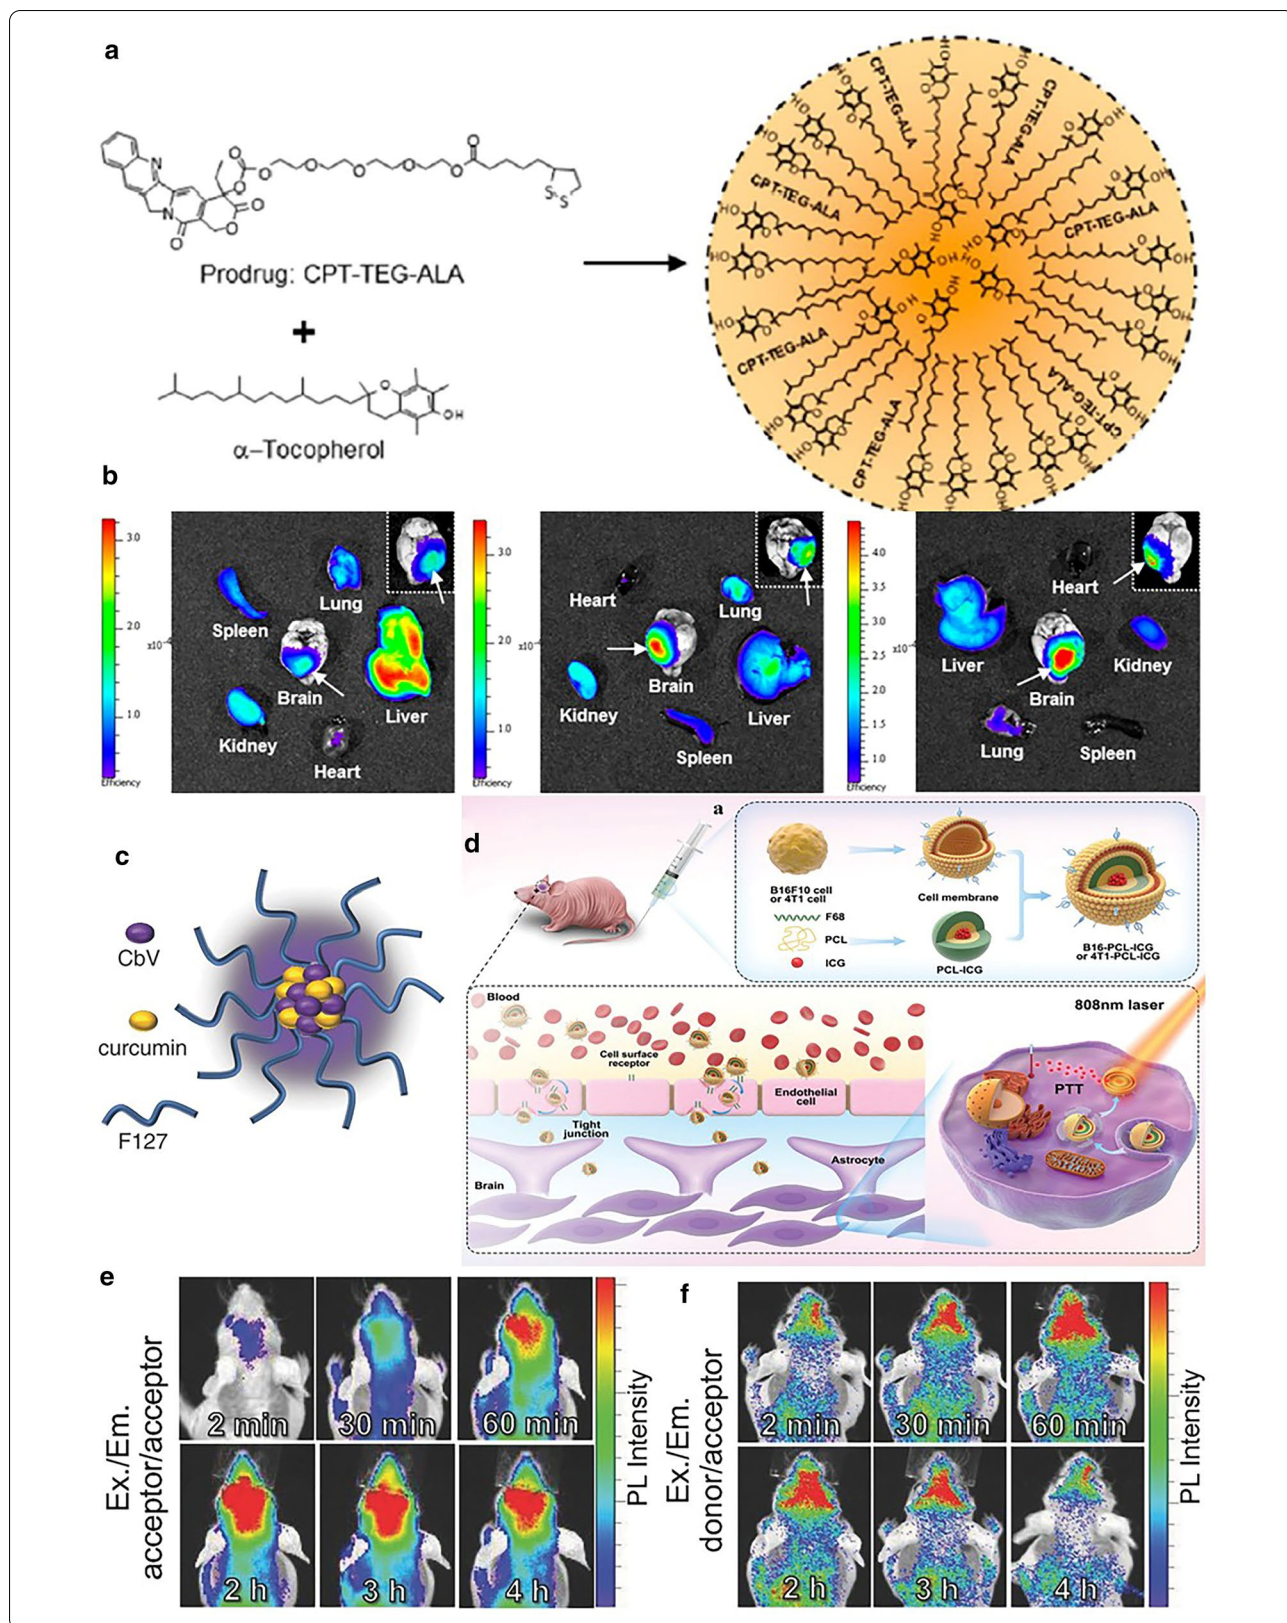 a
N
N
O
O
O
O
O
O
O
O
O
O
O
S-S
Prodrug: CPT-TEG-ALA
+
O
OH
α–Tocopherol
CPT-TEG-ALA
CPT-TEG-ALA
CPT-TEG-ALA
CPT-TEG-ALA
CPT-TEG-ALA
CPT-TEG-ALA
CPT-TEG-ALA
b
3.0
2.0
1.0
Efficiency
Spleen
Lung
Brain
Kidney
Liver
Heart
3.0
2.0
1.0
Efficiency
Heart
Lung
Brain
Kidney
Liver
Spleen
4.0
3.5
3.0
2.5
2.0
1.5
1.0
Efficiency
Heart
Liver
Brain
Kidney
Lung
Spleen
c
CbV
curcumin
F127
d
a
B16F10 cell
or 4T1 cell
F68
PCL
ICG
Cell membrane
PCL-ICG
B16-PCL-ICG
or 4T1-PCL-ICG
Blood
Cell surface
receptor
Endothelial
cell
Tight
junction
Astrocyte
Brain
808nm laser
PTT
e
Ex./Em.
acceptor/acceptor
2 min
30 min
60 min
2 h
3 h
4 h
PL Intensity
f
Ex./Em.
donor/acceptor
2 min
30 min
60 min
2 h
3 h
4 h
PL Intensity